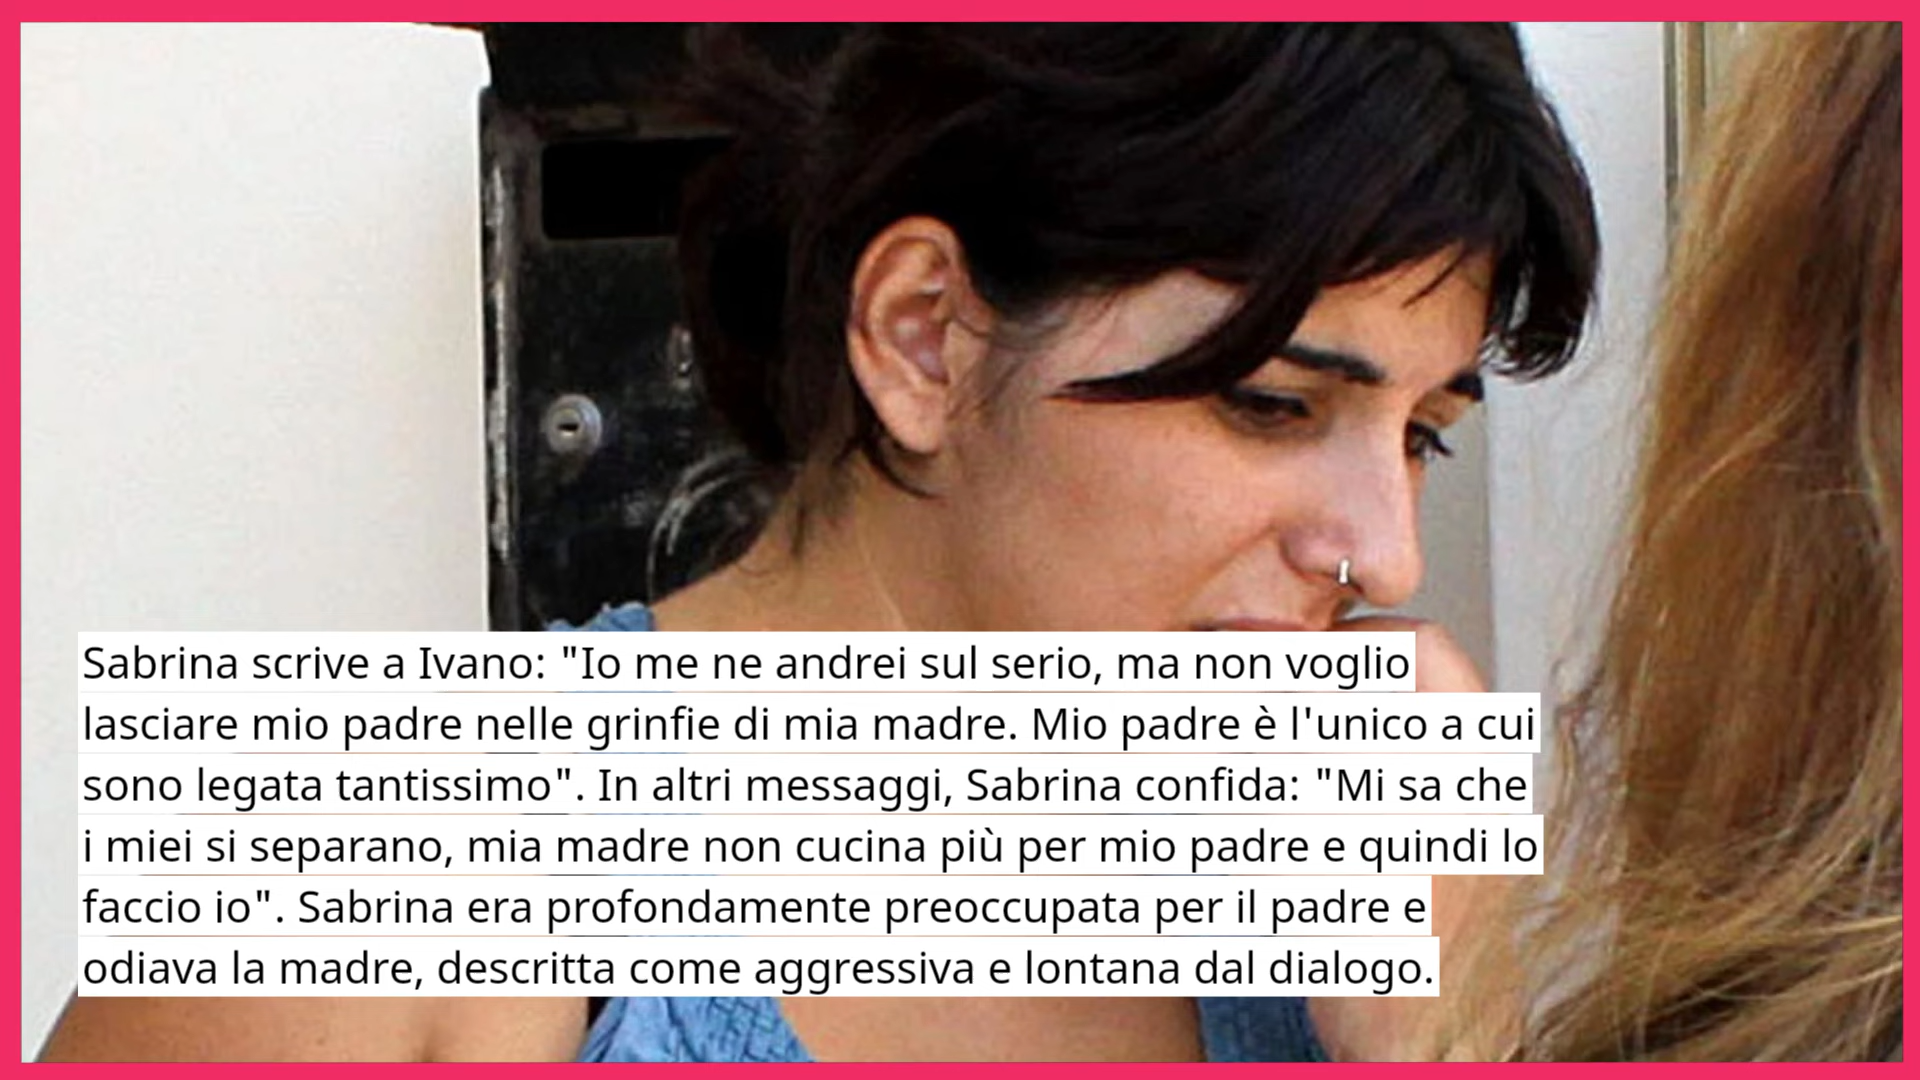 Sabrina scrive a Ivano: "Io me ne andrei sul serio, ma non voglio
lasciare mio padre nelle grinfie di mia madre. Mio padre è l'unico a cui
sono legata tantissimo". In altri messaggi, Sabrina confida: "Mi sa che
i miei si separano, mia madre non cucina più per mio padre e quindi lo
faccio io". Sabrina era profondamente preoccupata per il padre e
odiava la madre, descritta come aggressiva e lontana dal dialogo.